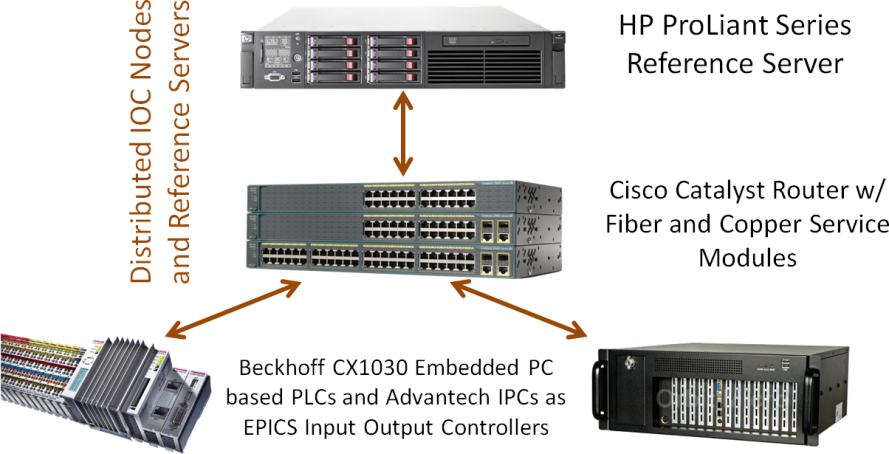 Distributed IOC Nodes
and Reference Servers
HP ProLiant Series
Reference Server
Cisco Catalyst Router w/
Fiber and Copper Service
Modules
Beckhoff CX1030 Embedded PC
based PLCs and Advantech IPCs as
EPICS Input Output Controllers